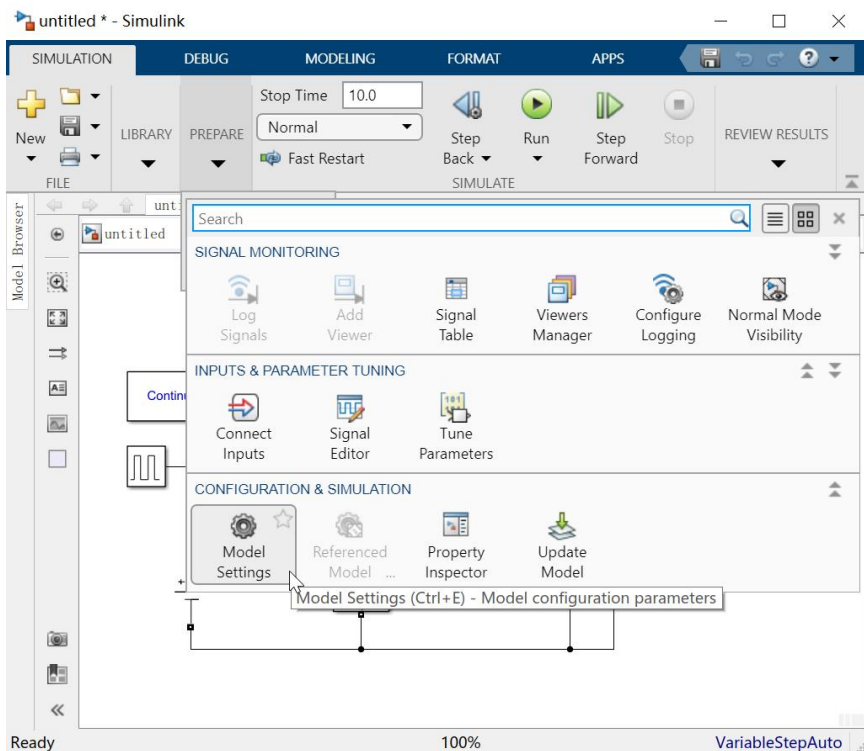 untitled * - Simulink
SIMULATION DEBUG MODELING FORMAT APPS
New
FILE
LIBRARY
PREPARE
Stop Time 10.0
Normal
Fast Restart
Step Back
Run
Step Forward
Stop
SIMULATE
REVIEW RESULTS
Model Browser
unt
untitled
Search
SIGNAL MONITORING
Log Signals
Add Viewer
Signal Table
Viewers Manager
Configure Logging
Normal Mode Visibility
INPUTS & PARAMETER TUNING
Connect Inputs
Signal Editor
Tune Parameters
Continu
CONFIGURATION & SIMULATION
Model Settings
Referenced Model ...
Property Inspector
Update Model
Model Settings (Ctrl+E) - Model configuration parameters
Ready 100% VariableStepAuto